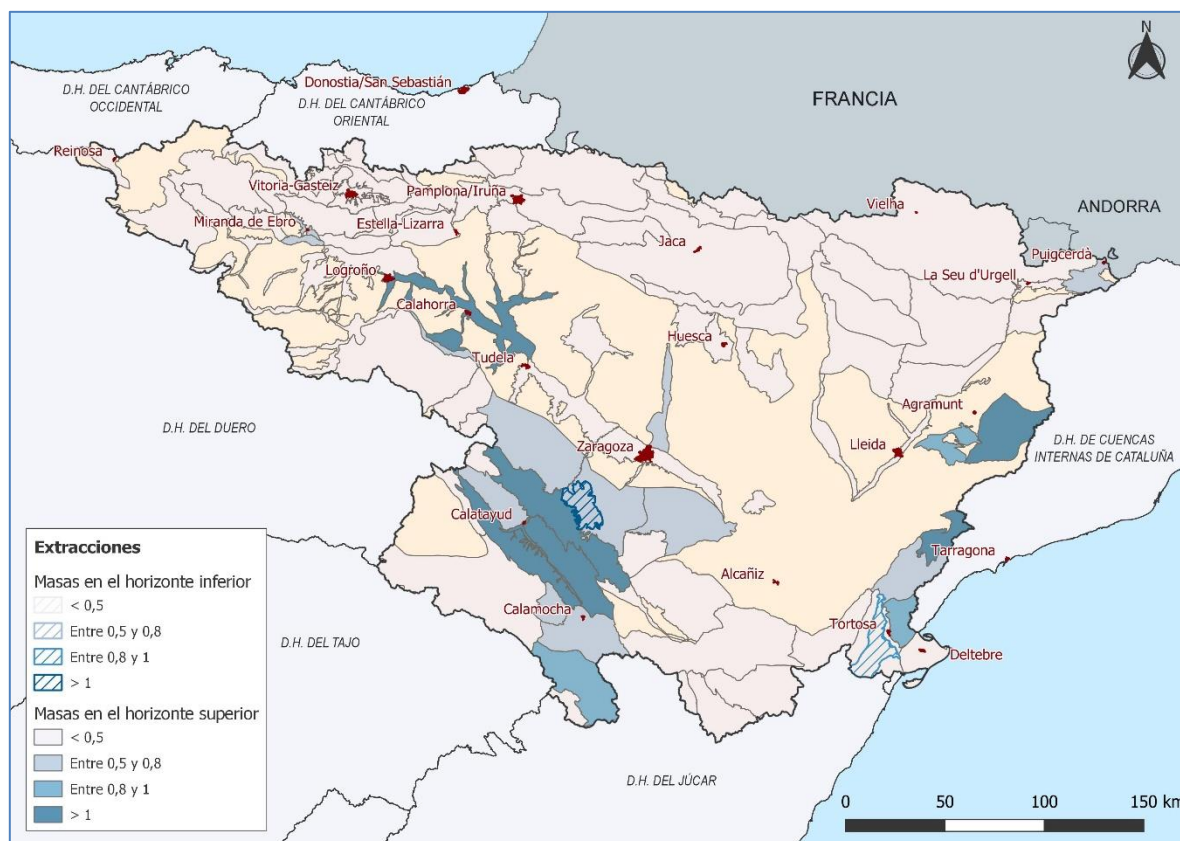 N
Donostia/San Sebastián
D.H. DEL CANTÁBRICO
OCCIDENTAL
D.H. DEL CANTÁBRICO
ORIENTAL
FRANCIA
Reinosa
Vitoria-Gasteiz
Pamplona/Iruña
Vielha
ANDORRA
Miranda de Ebro
Estella-Lizarra
Jaca
Puigcerdà
La Seu d'Urgell
Logroño
Calahorra
Huesca
Tudela
Agramunt
D.H. DEL DUERO
Zaragoza
Lleida
D.H. DE CUENCAS
INTERNAS DE CATALUÑA
Calatayud
Tarragona
Alcañiz
Calamocha
Tortosa
Deltebre
D.H. DEL TAJO
D.H. DEL JÚCAR
Extracciones
Masas en el horizonte inferior
< 0,5
Entre 0,5 y 0,8
Entre 0,8 y 1
> 1
Masas en el horizonte superior
< 0,5
Entre 0,5 y 0,8
Entre 0,8 y 1
> 1
0 50 100 150 km